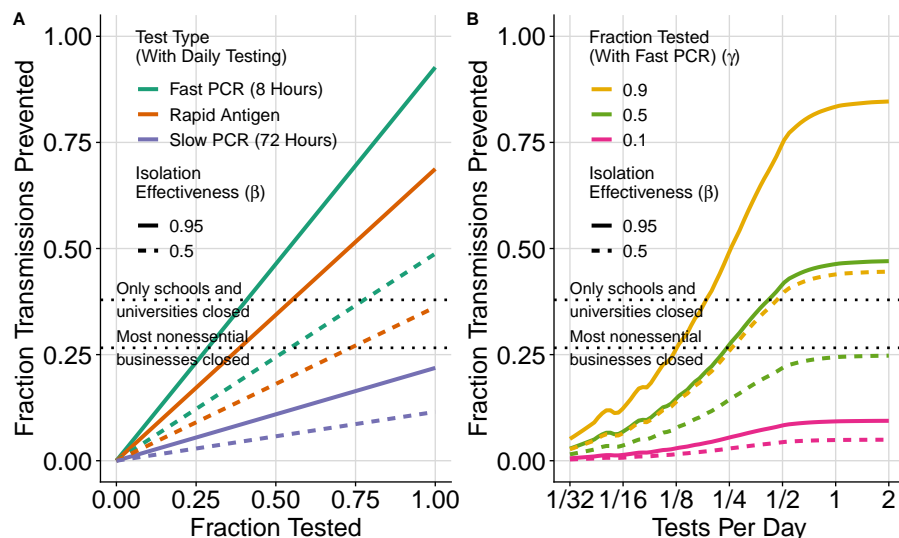 A
Fraction Transmissions Prevented
1.00
0.75
0.50
0.25
0.00
Test Type
(With Daily Testing)
Fast PCR (8 Hours)
Rapid Antigen
Slow PCR (72 Hours)
Isolation
Effectiveness (β)
0.95
0.5
Only schools and
universities closed
Most nonessential
businesses closed
0.00 0.25 0.50 0.75 1.00
Fraction Tested
B
Fraction Transmissions Prevented
1.00
0.75
0.50
0.25
0.00
Fraction Tested
(With Fast PCR) (γ)
0.9
0.5
0.1
Isolation
Effectiveness (β)
0.95
0.5
Only schools and
universities closed
Most nonessential
businesses closed
1/32 1/16 1/8 1/4 1/2 1 2
Tests Per Day